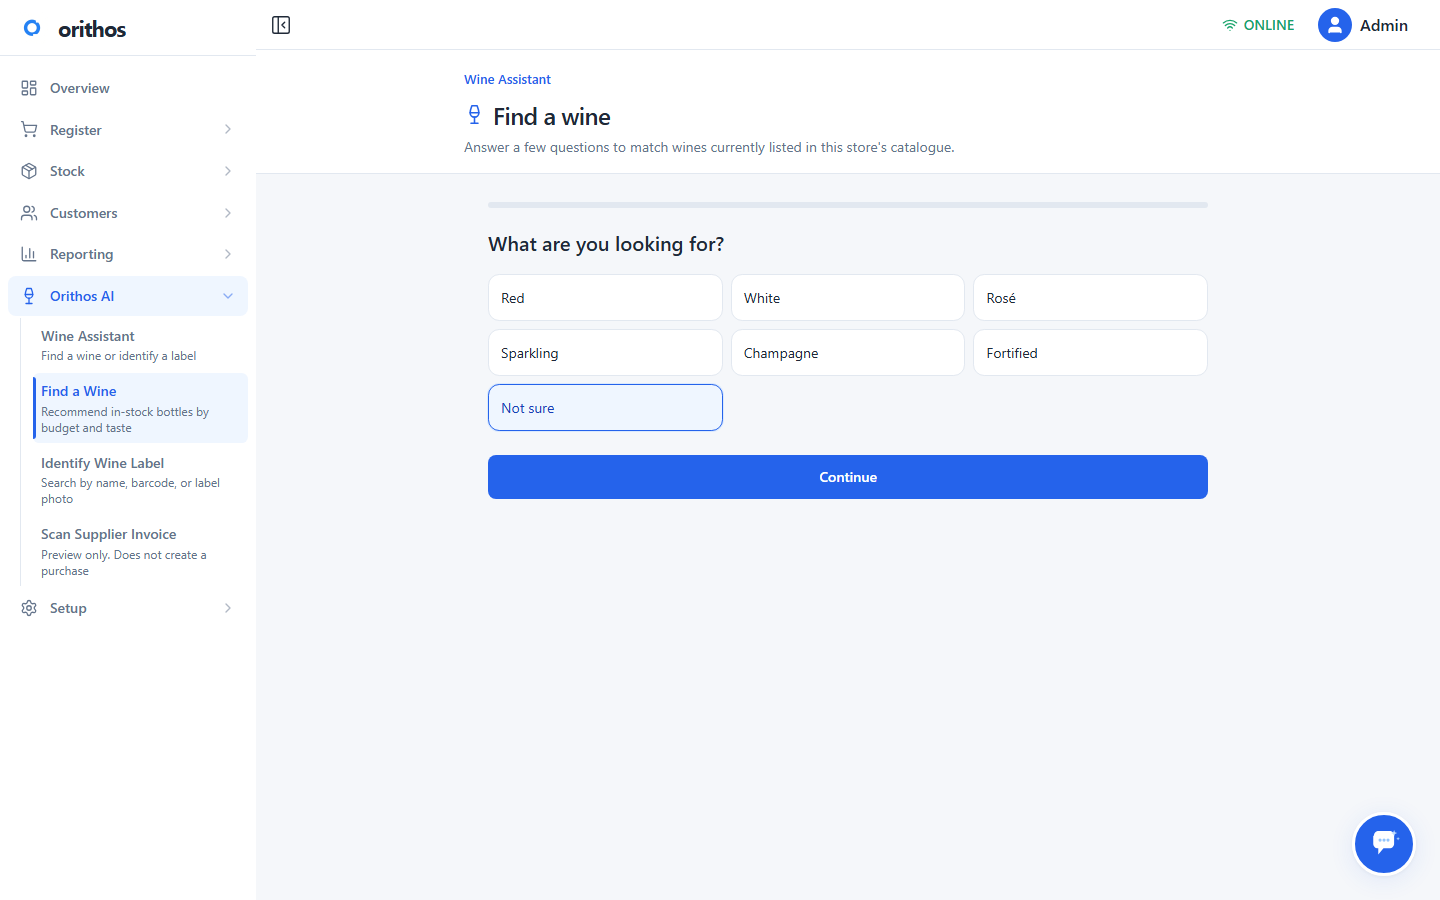 orithos
ONLINE
Admin
Overview
Register
Stock
Customers
Reporting
Orithos AI
Wine Assistant
Find a wine or identify a label
Find a Wine
Recommend in-stock bottles by
budget and taste
Identify Wine Label
Search by name, barcode, or label
photo
Scan Supplier Invoice
Preview only. Does not create a
purchase
Setup
Wine Assistant
Find a wine
Answer a few questions to match wines currently listed in this store's catalogue.
What are you looking for?
Red
White
Rosé
Sparkling
Champagne
Fortified
Not sure
Continue